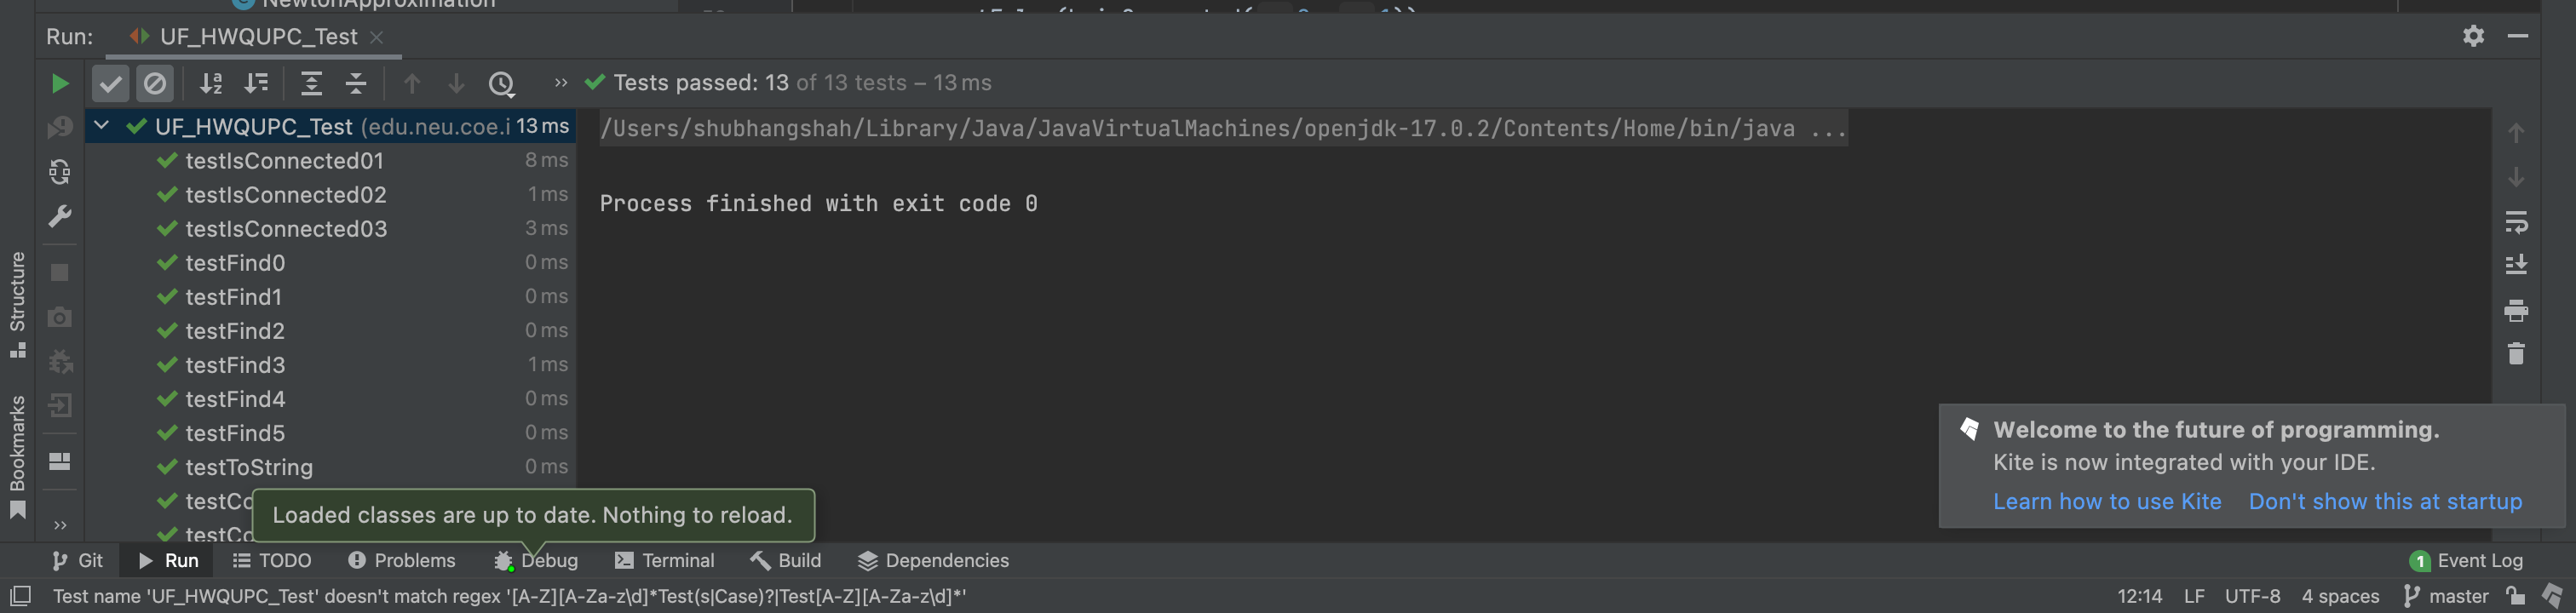 NewtonApproximation
Run: UF_HWQUPC_Test
Tests passed: 13 of 13 tests – 13 ms
UF_HWQUPC_Test (edu.neu.coe.i 13 ms
/Users/shubhangshah/Library/Java/JavaVirtualMachines/openjdk-17.0.2/Contents/Home/bin/java ...
testIsConnected01 8 ms
testIsConnected02 1 ms
Process finished with exit code 0
testIsConnected03 3 ms
testFind0 0 ms
testFind1 0 ms
testFind2 0 ms
testFind3 1 ms
testFind4 0 ms
testFind5 0 ms
testToString 0 ms
testCo
testCo
Structure
Bookmarks
Loaded classes are up to date. Nothing to reload.
Welcome to the future of programming.
Kite is now integrated with your IDE.
Learn how to use Kite Don't show this at startup
Git Run TODO Problems Debug Terminal Build Dependencies 1 Event Log
Test name 'UF_HWQUPC_Test' doesn't match regex '[A-Z][A-Za-z\d]*Test(s|Case)?|Test[A-Z][A-Za-z\d]*' 12:14 LF UTF-8 4 spaces master